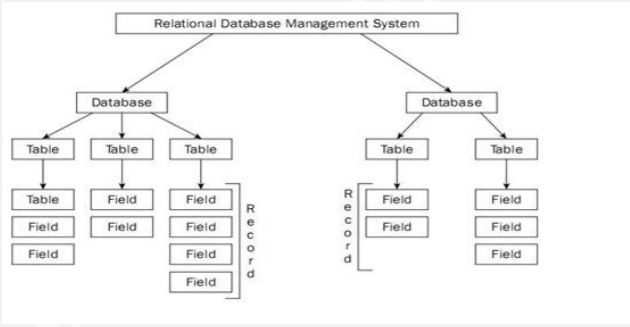 Relational Database Management System
Database Database
Table Table Table Table Table
Table Field Field Record Record Field Field
Field Field Field Field Field
Field Field Field
Field